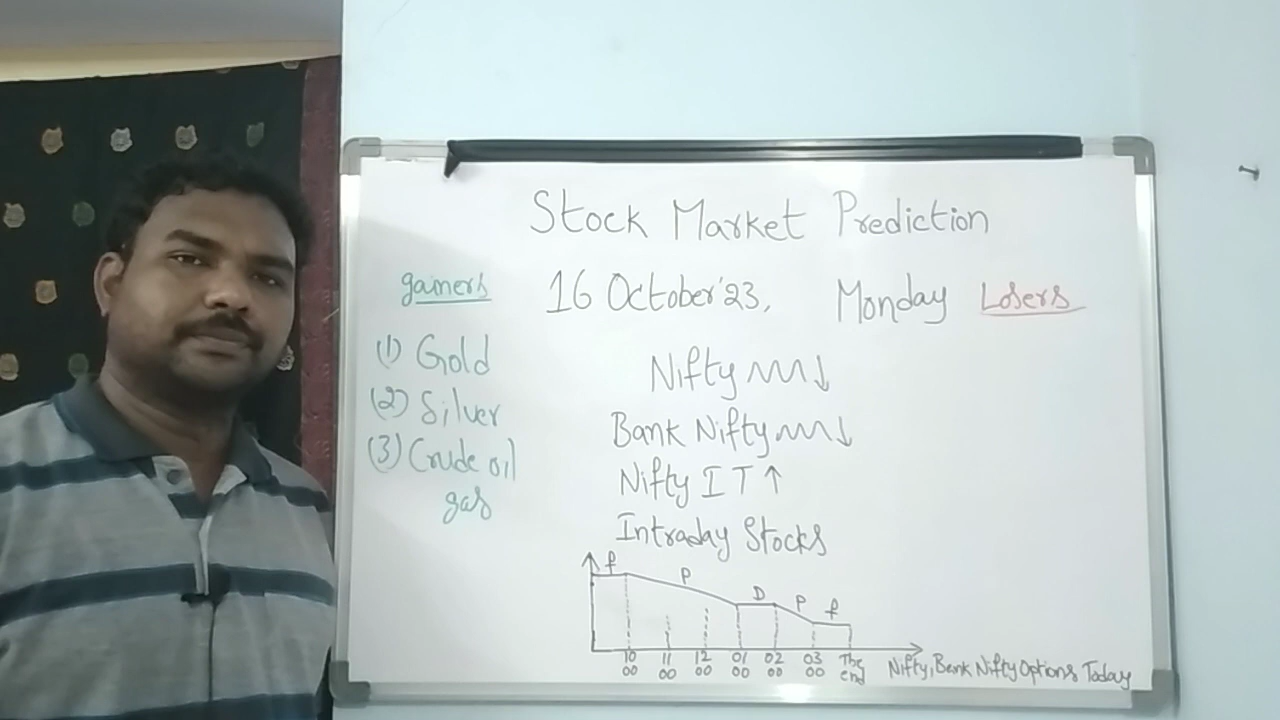 Stock Market Prediction
gainers
16 October'23, Monday
Losers
(1) Gold
(2) Silver
(3) Crude oil
gas
Nifty ↓
Bank Nifty ↓
Nifty IT ↑
Intraday Stocks
f P D P f
10 00 11 00 12 00 01 00 02 00 03 00 The end
Nifty, Bank Nifty Options Today